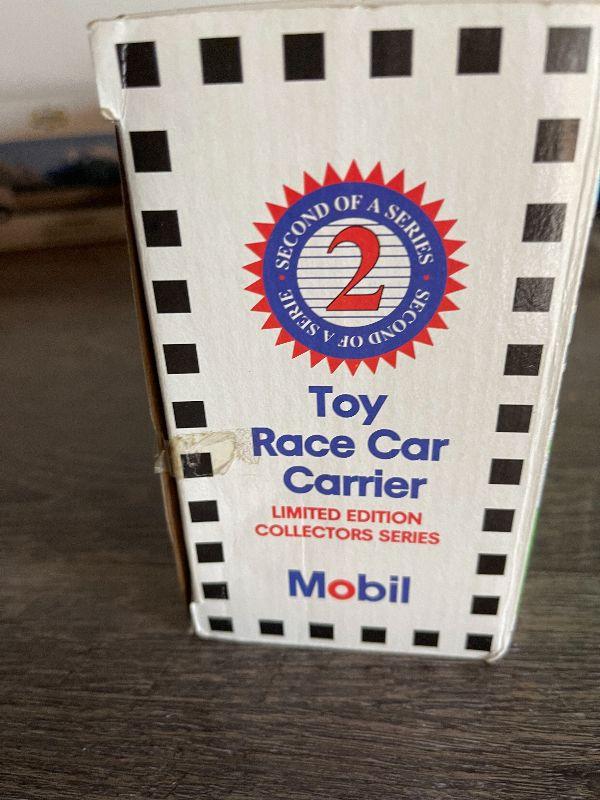 SECOND OF A SERIES • SECOND OF A SERIE •
2
Toy
Race Car
Carrier
LIMITED EDITION
COLLECTORS SERIES
Mobil